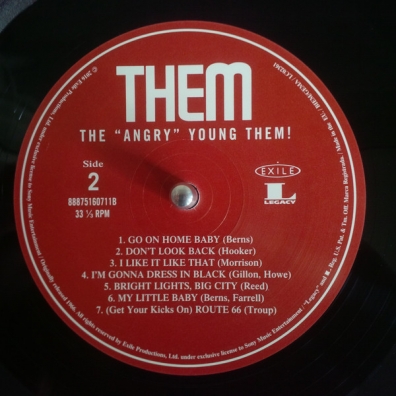 THEM
THE "ANGRY" YOUNG THEM!
Side
2
88875160711B
33 ⅓ RPM
EXILE
L
LEGACY
1. GO ON HOME BABY (Berns)
2. DON'T LOOK BACK (Hooker)
3. I LIKE IT LIKE THAT (Morrison)
4. I'M GONNA DRESS IN BLACK (Gillon, Howe)
5. BRIGHT LIGHTS, BIG CITY (Reed)
6. MY LITTLE BABY (Berns, Farrell)
7. (Get Your Kicks On) ROUTE 66 (Troup)